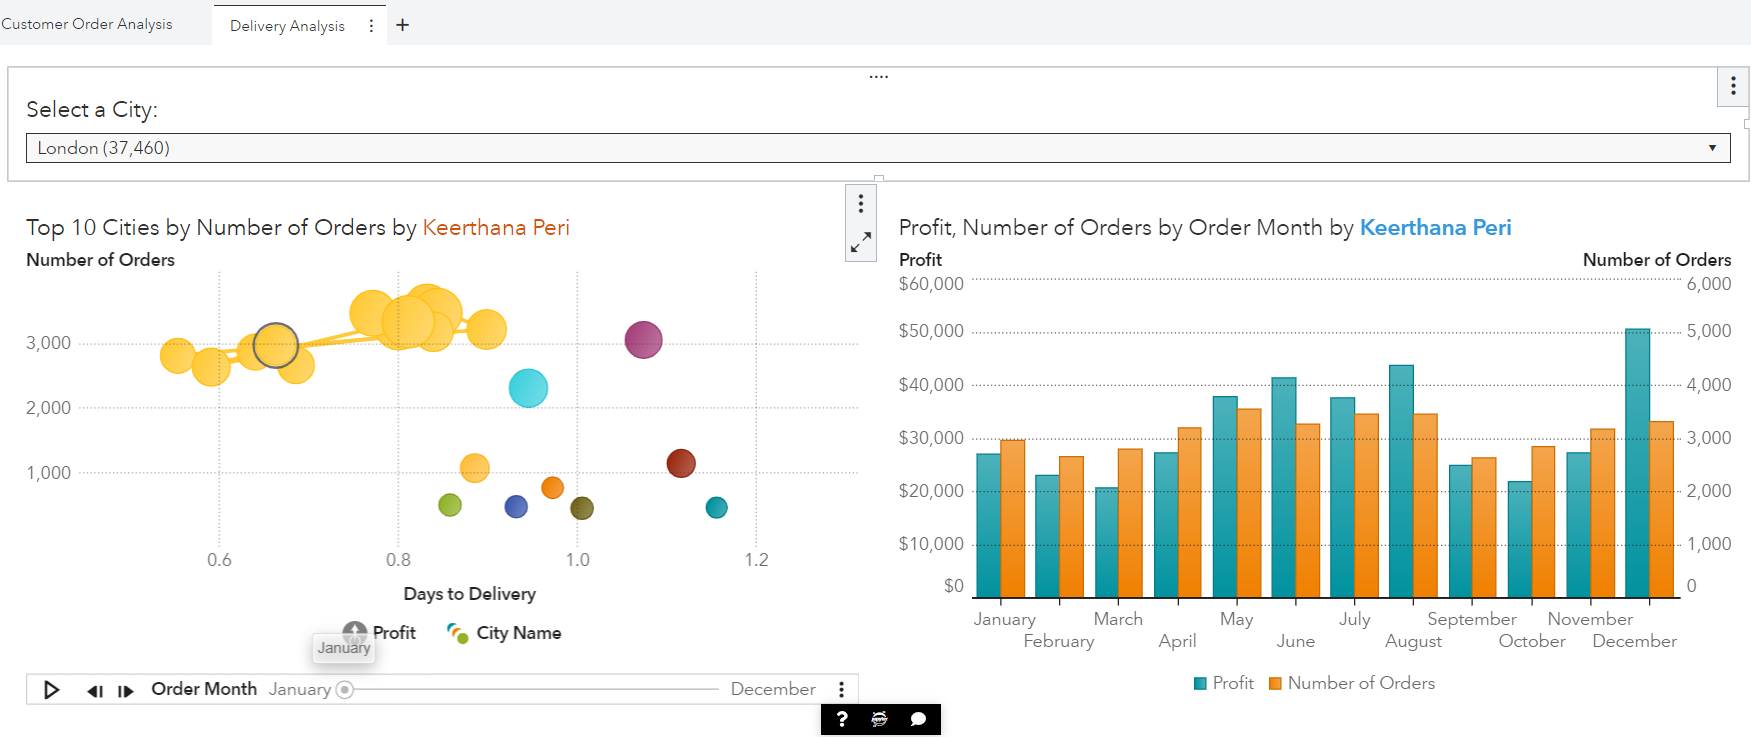 Customer Order Analysis
Delivery Analysis
Select a City:
London (37,460)
Top 10 Cities by Number of Orders by Keerthana Peri
Number of Orders
3,000
2,000
1,000
0.6 0.8 1.0 1.2
Days to Delivery
Profit City Name
January
Order Month January December
Profit, Number of Orders by Order Month by Keerthana Peri
Profit Number of Orders
$60,000 6,000
$50,000 5,000
$40,000 4,000
$30,000 3,000
$20,000 2,000
$10,000 1,000
$0 0
January March May July September November
February April June August October December
Profit Number of Orders